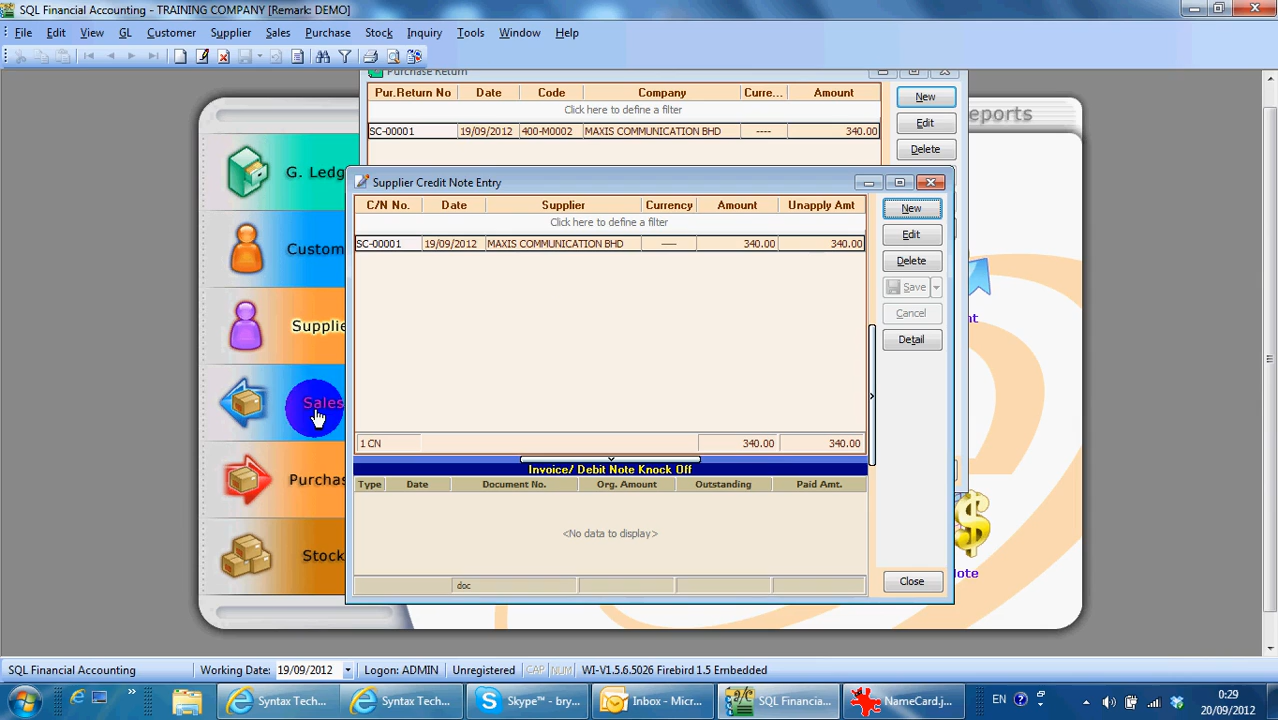 SQL Financial Accounting - TRAINING COMPANY [Remark: DEMO]
File Edit View GL Customer Supplier Sales Purchase Stock Inquiry Tools Window Help
Purchase Return
Pur.Return No Date Code Company Curre... Amount
Click here to define a filter
SC-00001 19/09/2012 400-M0002 MAXIS COMMUNICATION BHD ---- 340.00
New
Edit
Delete
eports
G. Ledg
Custom
Supplie
Sales
Purchas
Stock
Supplier Credit Note Entry
C/N No. Date Supplier Currency Amount Unapply Amt
Click here to define a filter
SC-00001 19/09/2012 MAXIS COMMUNICATION BHD ---- 340.00 340.00
1 CN 340.00 340.00
New
Edit
Delete
Save
Cancel
Detail
Invoice/ Debit Note Knock Off
Type Date Document No. Org. Amount Outstanding Paid Amt.
<No data to display>
doc
Close
nt
lote
SQL Financial Accounting Working Date: 19/09/2012 Logon: ADMIN Unregistered CAP NUM WI-V1.5.6.5026 Firebird 1.5 Embedded
Syntax Tech... Syntax Tech... Skype™ - bry... Inbox - Micr... SQL Financia... NameCard.j... EN 0:29
20/09/2012